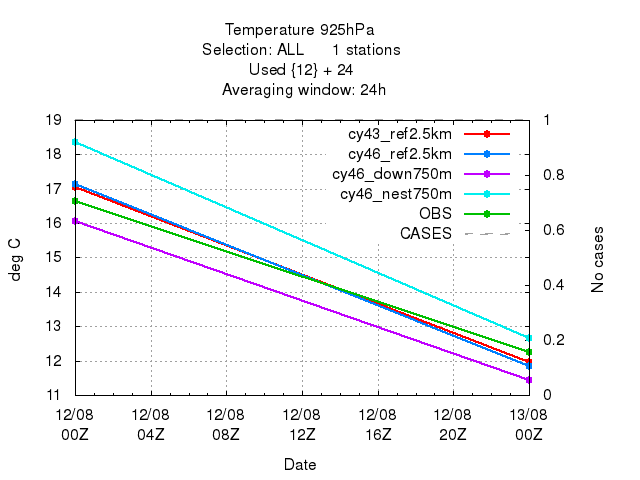 Temperature 925hPa
Selection: ALL 1 stations
Used {12} + 24
Averaging window: 24h
19
18
17
16
15
14
13
12
11
deg C
1
0.8
0.6
0.4
0.2
0
No cases
cy43_ref2.5km
cy46_ref2.5km
cy46_down750m
cy46_nest750m
OBS
CASES
12/08 12/08 12/08 12/08 12/08 12/08 13/08
00Z 04Z 08Z 12Z 16Z 20Z 00Z
Date